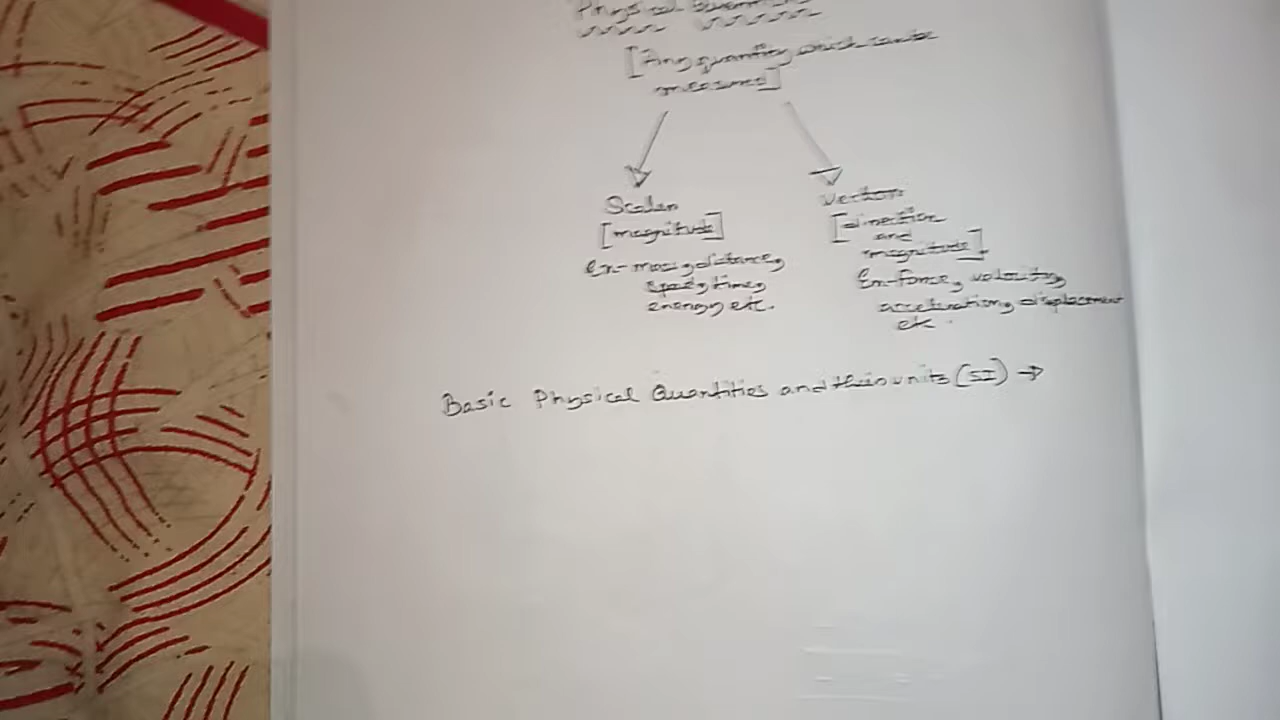 Physical Quantities
[Any quantity which can be
measured]
Scalar
[magnitude]
Ex- mass, distance,
speed, time,
energy etc.
Vector
[direction
and
magnitude]
Ex- Force, velocity,
acceleration, displacement
etc.
Basic Physical Quantities and their units (SI) →